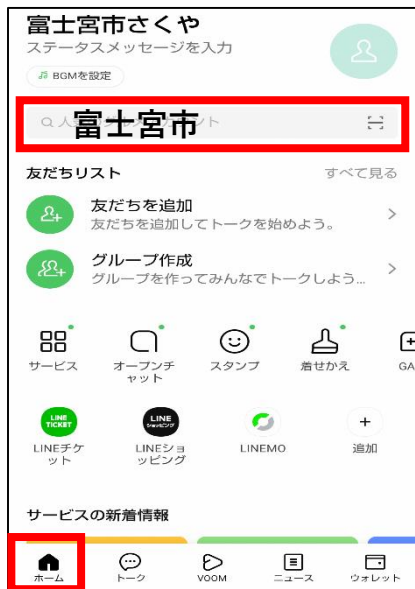 富士宮市さくや
ステータスメッセージを入力
BGMを設定
富士宮市
友だちリスト すべて見る
友だちを追加
友だちを追加してトークを始めよう。
グループ作成
グループを作ってみんなでトークしよう...
サービス
オープンチャット
スタンプ
着せかえ
GA
LINE TICKET
LINEチケット
LINE ショッピング
LINEショッピング
LINEMO
追加
サービスの新着情報
ホーム トーク VOOM ニュース ウォレット